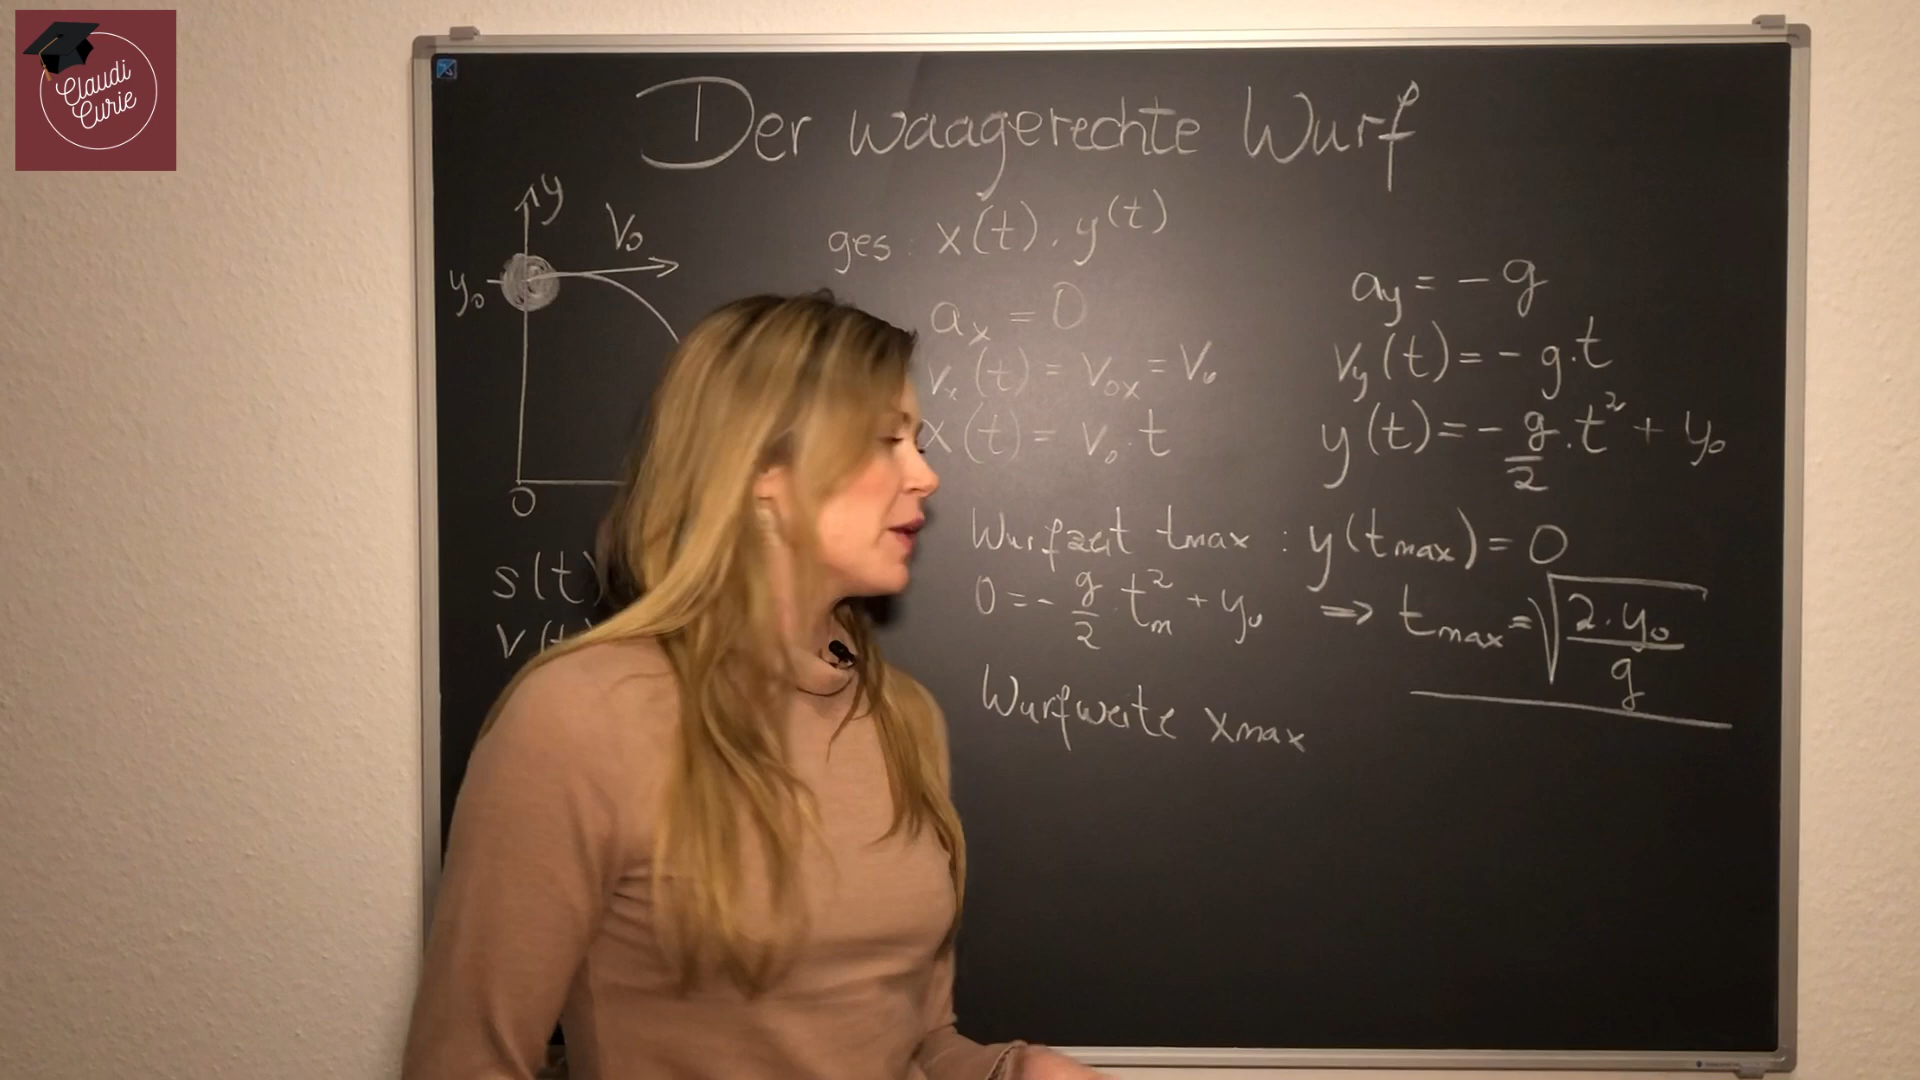 Claudi
Curie
Der waagerechte Wurf
y
V₀
y₀
0
s(t)
v(t)
ges: x(t), y(t)
aₓ = 0
vₓ(t) = v₀ₓ = v₀
x(t) = v₀·t
a_y = -g
v_y(t) = -g·t
y(t) = -g/2·t² + y₀
Wurfzeit tmax : y(tmax) = 0
0 = -g/2·t_m² + y₀ ⇒ tmax = √(2·y₀/g)
Wurfweite xmax